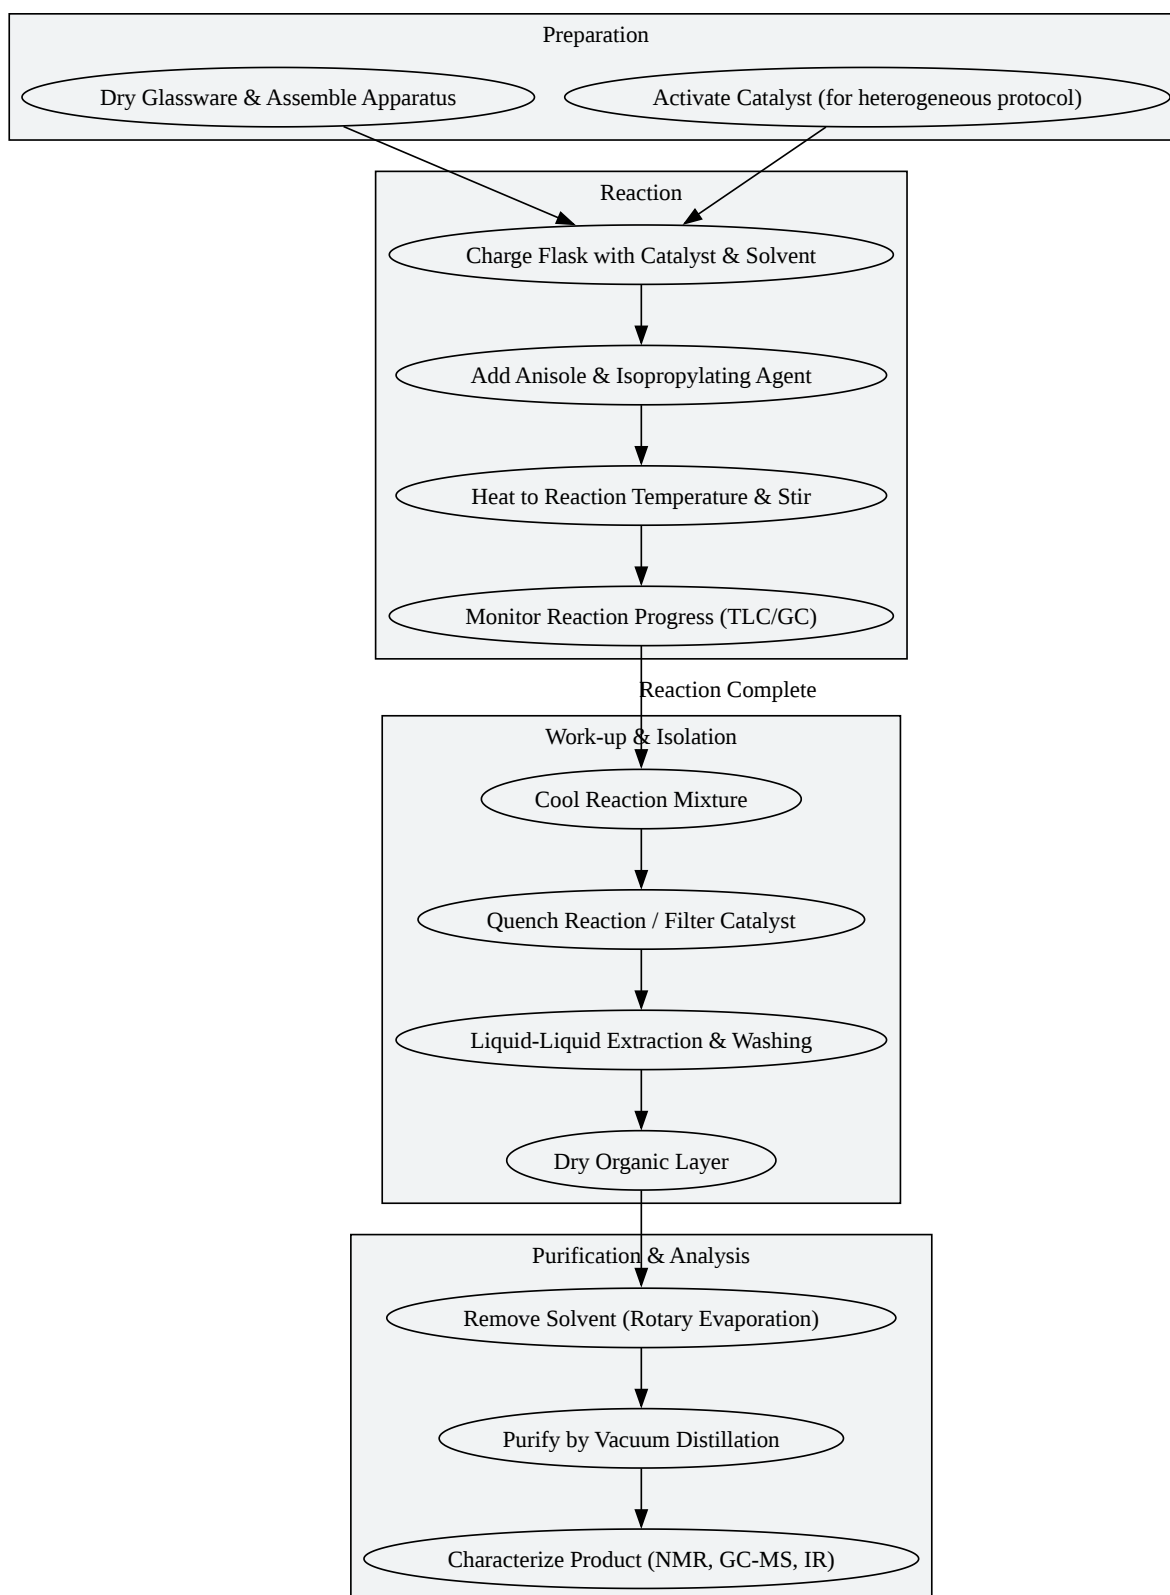 Preparation
Dry Glassware & Assemble Apparatus
Activate Catalyst (for heterogeneous protocol)
Reaction
Charge Flask with Catalyst & Solvent
Add Anisole & Isopropylating Agent
Heat to Reaction Temperature & Stir
Monitor Reaction Progress (TLC/GC)
Reaction Complete
Work-up & Isolation
Cool Reaction Mixture
Quench Reaction / Filter Catalyst
Liquid-Liquid Extraction & Washing
Dry Organic Layer
Purification & Analysis
Remove Solvent (Rotary Evaporation)
Purify by Vacuum Distillation
Characterize Product (NMR, GC-MS, IR)